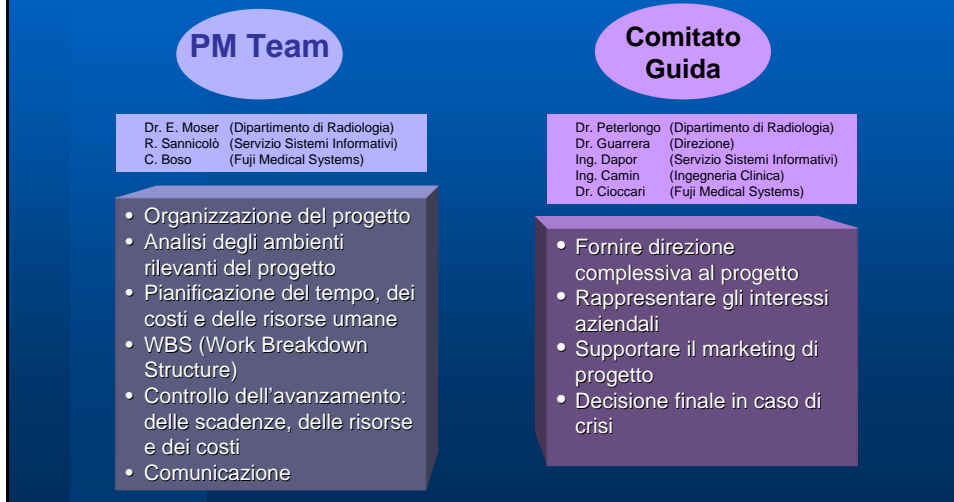 PM Team
Dr. E. Moser (Dipartimento di Radiologia)
R. Sannicolò (Servizio Sistemi Informativi)
C. Boso (Fuji Medical Systems)
• Organizzazione del progetto
• Analisi degli ambienti
rilevanti del progetto
• Pianificazione del tempo, dei
costi e delle risorse umane
• WBS (Work Breakdown
Structure)
• Controllo dell'avanzamento:
delle scadenze, delle risorse
e dei costi
• Comunicazione
Comitato
Guida
Dr. Peterlongo (Dipartimento di Radiologia)
Dr. Guarrera (Direzione)
Ing. Dapor (Servizio Sistemi Informativi)
Ing. Camin (Ingegneria Clinica)
Dr. Cioccari (Fuji Medical Systems)
• Fornire direzione
complessiva al progetto
• Rappresentare gli interessi
aziendali
• Supportare il marketing di
progetto
• Decisione finale in caso di
crisi